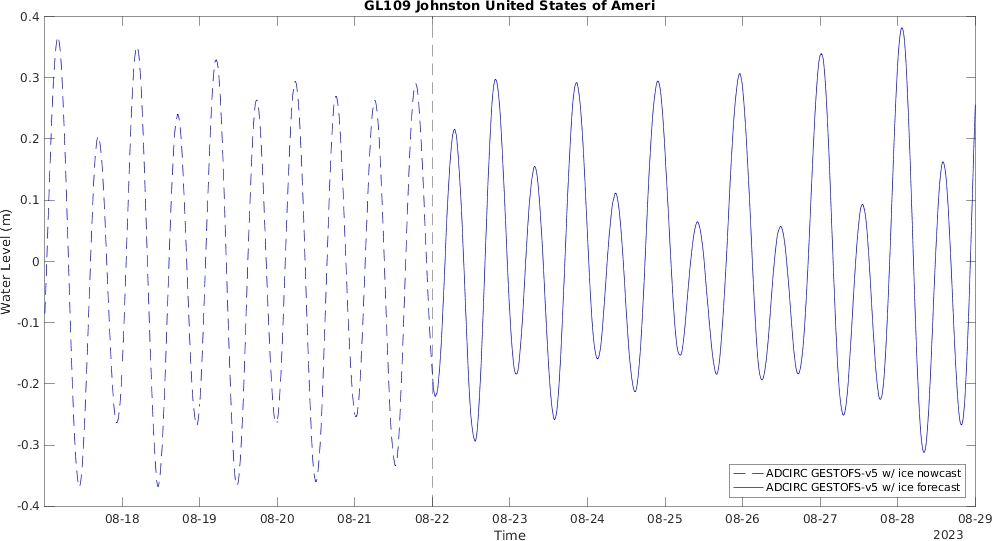 GL109 Johnston United States of Ameri
0.4
0.3
0.2
0.1
0
-0.1
-0.2
-0.3
-0.4
Water Level (m)
ADCIRC GESTOFS-v5 w/ ice nowcast
ADCIRC GESTOFS-v5 w/ ice forecast
08-18 08-19 08-20 08-21 08-22 08-23 08-24 08-25 08-26 08-27 08-28 08-29
Time
2023